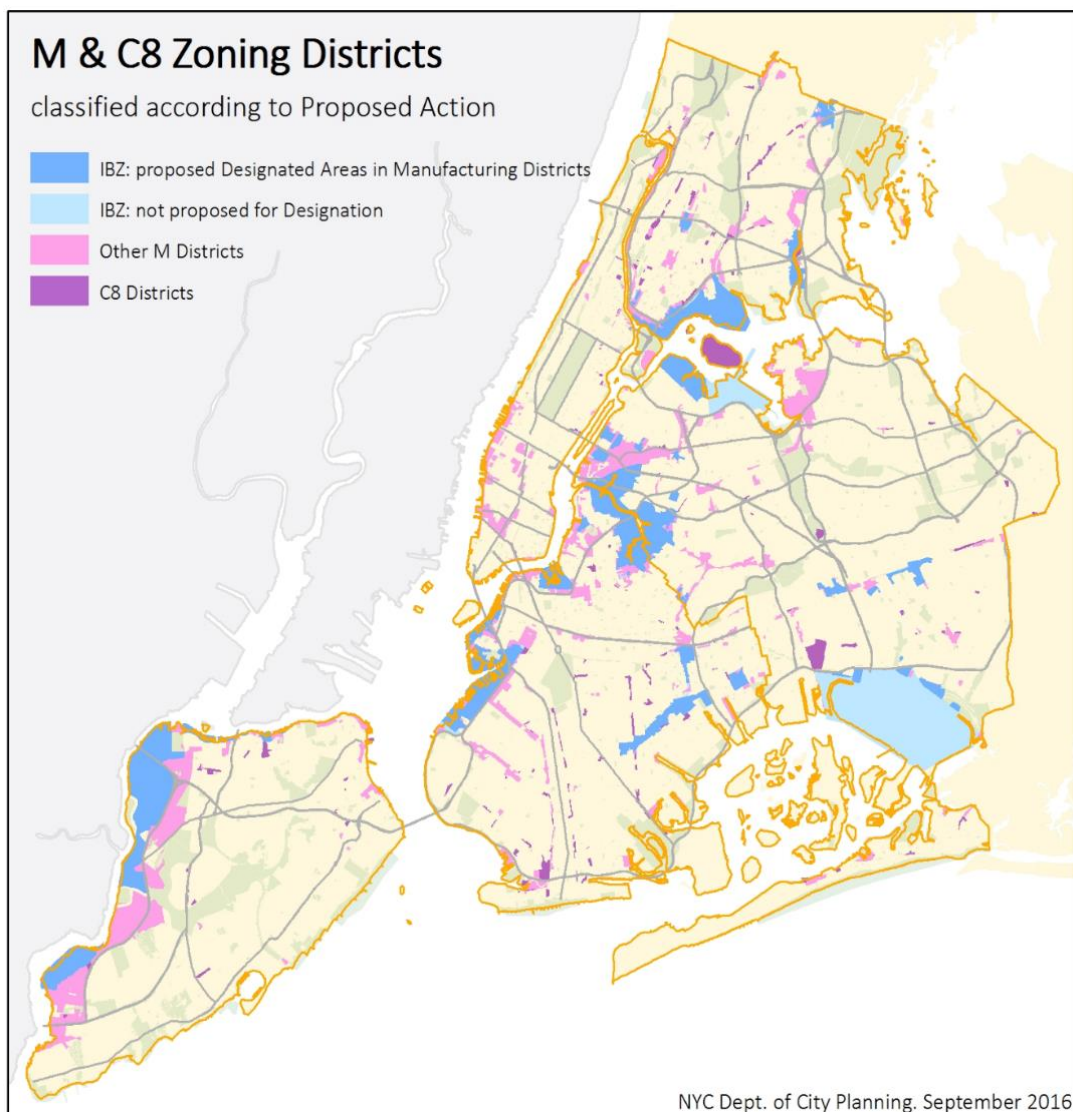 M & C8 Zoning Districts
classified according to Proposed Action
IBZ: proposed Designated Areas in Manufacturing Districts
IBZ: not proposed for Designation
Other M Districts
C8 Districts
NYC Dept. of City Planning. September 2016